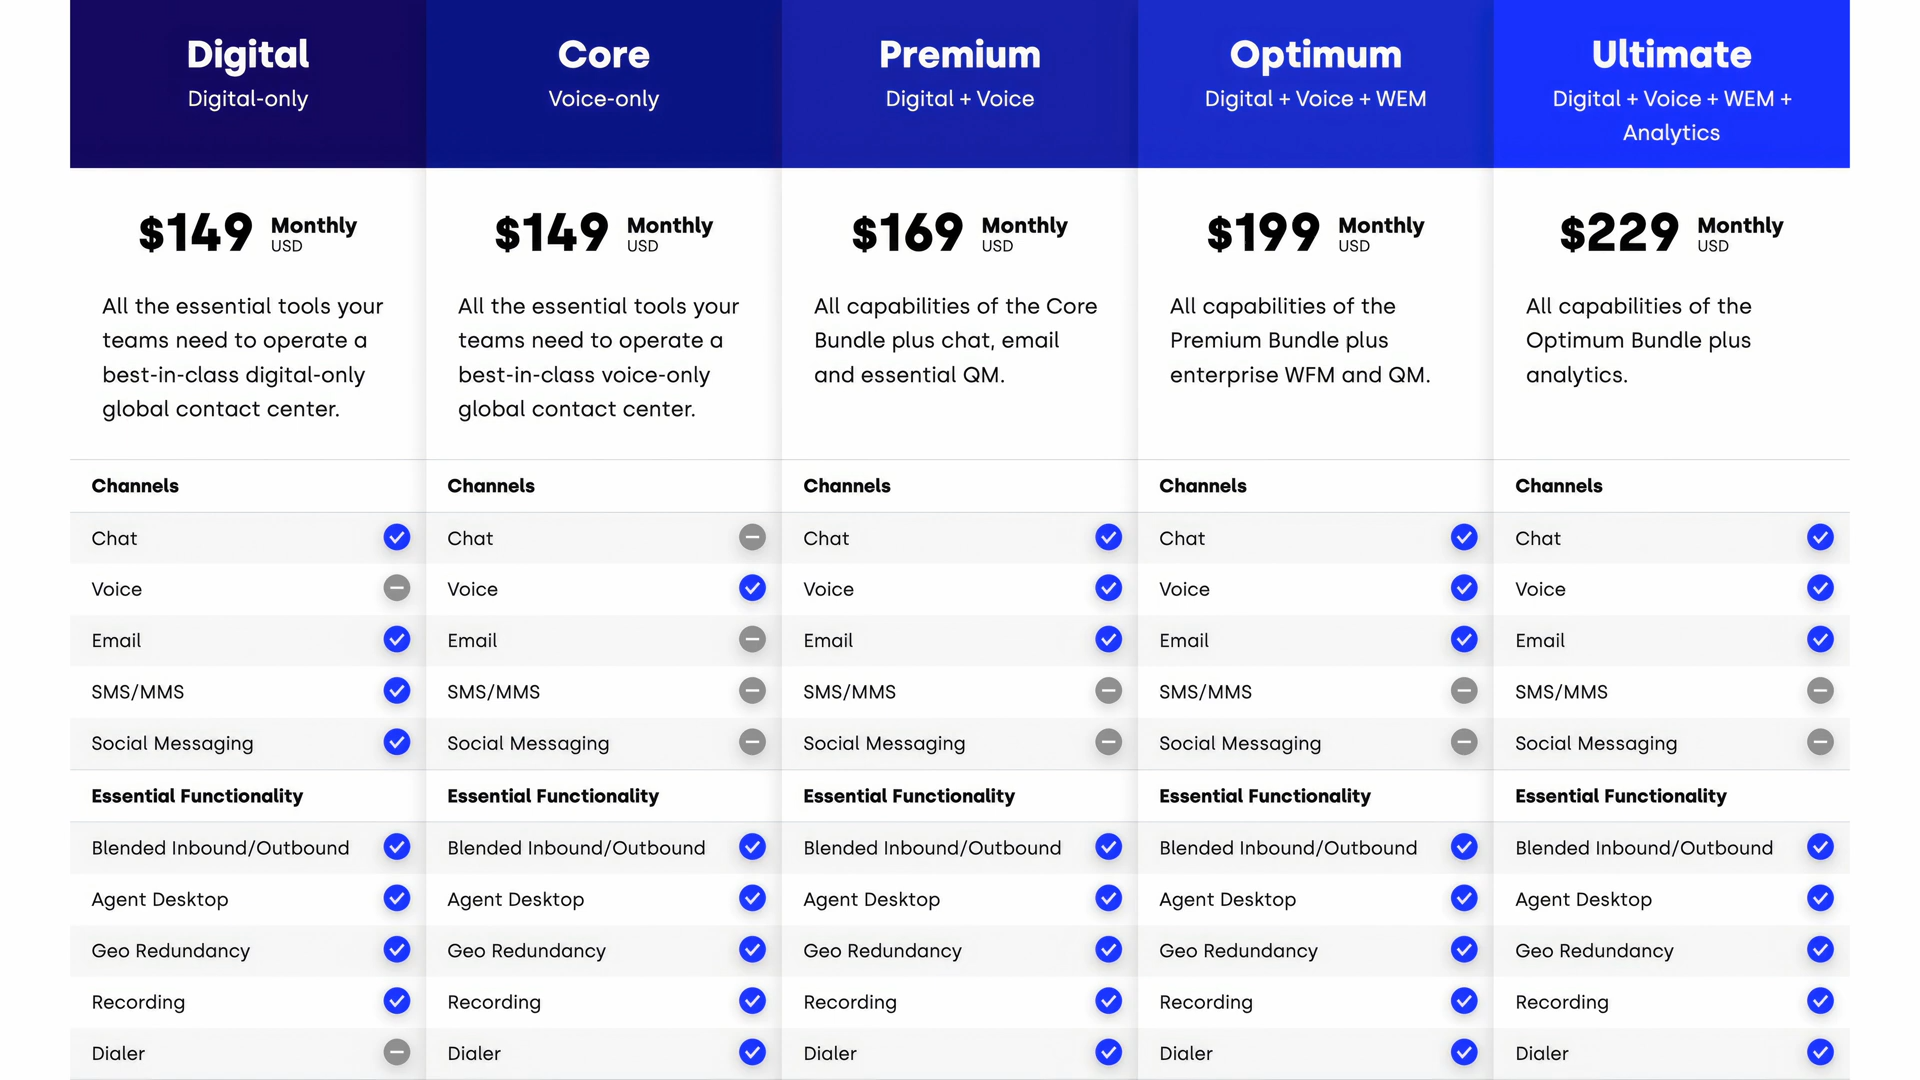 Digital
Digital-only
Core
Voice-only
Premium
Digital + Voice
Optimum
Digital + Voice + WEM
Ultimate
Digital + Voice + WEM +
Analytics
$149 Monthly
USD
$149 Monthly
USD
$169 Monthly
USD
$199 Monthly
USD
$229 Monthly
USD
All the essential tools your
teams need to operate a
best-in-class digital-only
global contact center.
All the essential tools your
teams need to operate a
best-in-class voice-only
global contact center.
All capabilities of the Core
Bundle plus chat, email
and essential QM.
All capabilities of the
Premium Bundle plus
enterprise WFM and QM.
All capabilities of the
Optimum Bundle plus
analytics.
Channels Channels Channels Channels Channels
Chat Chat Chat Chat Chat
Voice Voice Voice Voice Voice
Email Email Email Email Email
SMS/MMS SMS/MMS SMS/MMS SMS/MMS SMS/MMS
Social Messaging Social Messaging Social Messaging Social Messaging Social Messaging
Essential Functionality Essential Functionality Essential Functionality Essential Functionality Essential Functionality
Blended Inbound/Outbound Blended Inbound/Outbound Blended Inbound/Outbound Blended Inbound/Outbound Blended Inbound/Outbound
Agent Desktop Agent Desktop Agent Desktop Agent Desktop Agent Desktop
Geo Redundancy Geo Redundancy Geo Redundancy Geo Redundancy Geo Redundancy
Recording Recording Recording Recording Recording
Dialer Dialer Dialer Dialer Dialer